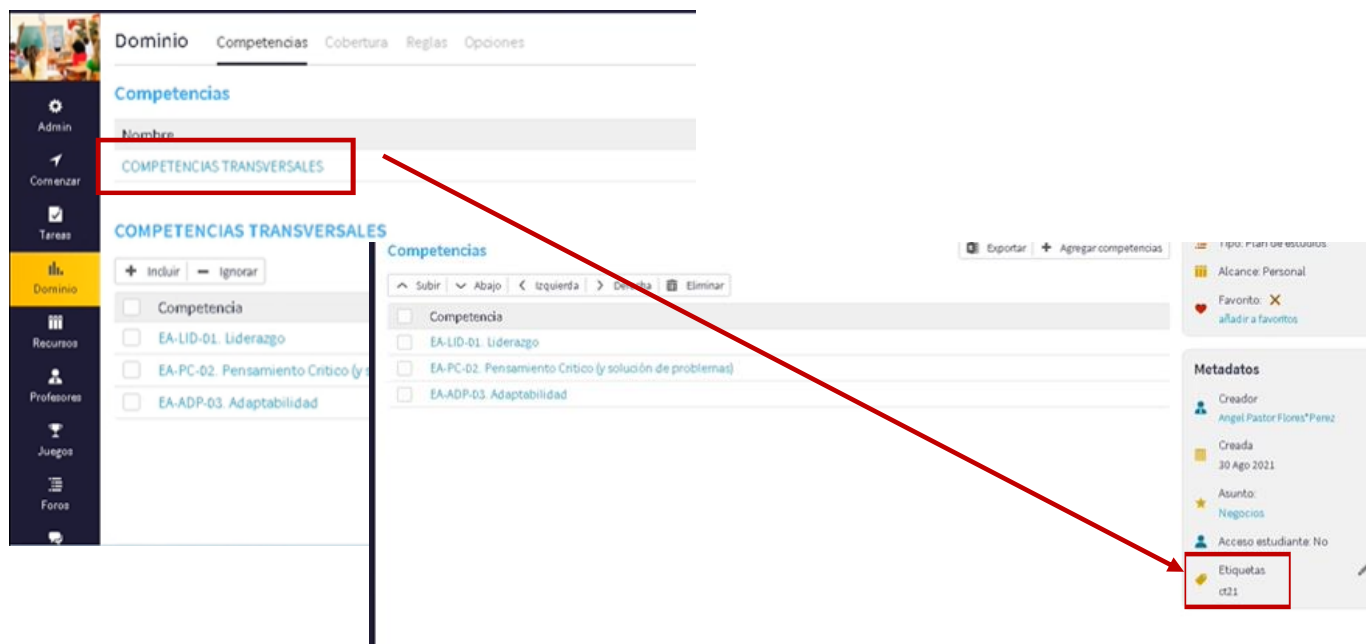 Dominio Competencias Cobertura Reglas Opciones
Competencias
Nombre
COMPETENCIAS TRANSVERSALES
COMPETENCIAS TRANSVERSALES
Incluir Ignorar
Competencia
EA-LID-01. Liderazgo
EA-PC-02. Pensamiento Critico (y s
EA-ADP-03. Adaptabilidad
Admin
Comenzar
Tareas
Dominio
Recursos
Profesores
Juegos
Foros
Competencias
Exportar Agregar competencias
Subir Abajo Izquierda Derecha Eliminar
Competencia
EA-LID-01. Liderazgo
EA-PC-02. Pensamiento Critico (y solución de problemas)
EA-ADP-03. Adaptabilidad
Tipo: Plan de estudios
Alcance: Personal
Favorito:
añadir a favoritos
Metadatos
Creador
Angel Pastor Flores*Perez
Creada
30 Ago 2021
Asunto:
Negocios
Acceso estudiante: No
Etiquetas
ct21